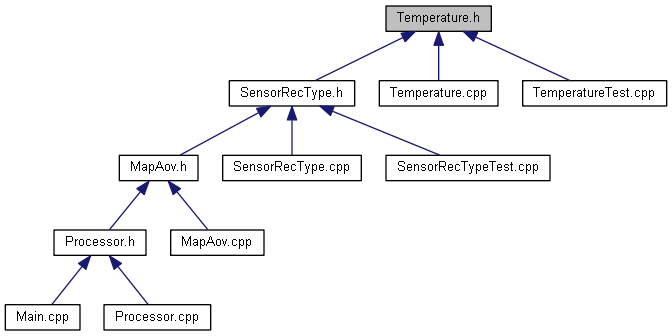 Temperature.h
SensorRecType.h
Temperature.cpp
TemperatureTest.cpp
MapAov.h
SensorRecType.cpp
SensorRecTypeTest.cpp
Processor.h
MapAov.cpp
Main.cpp
Processor.cpp